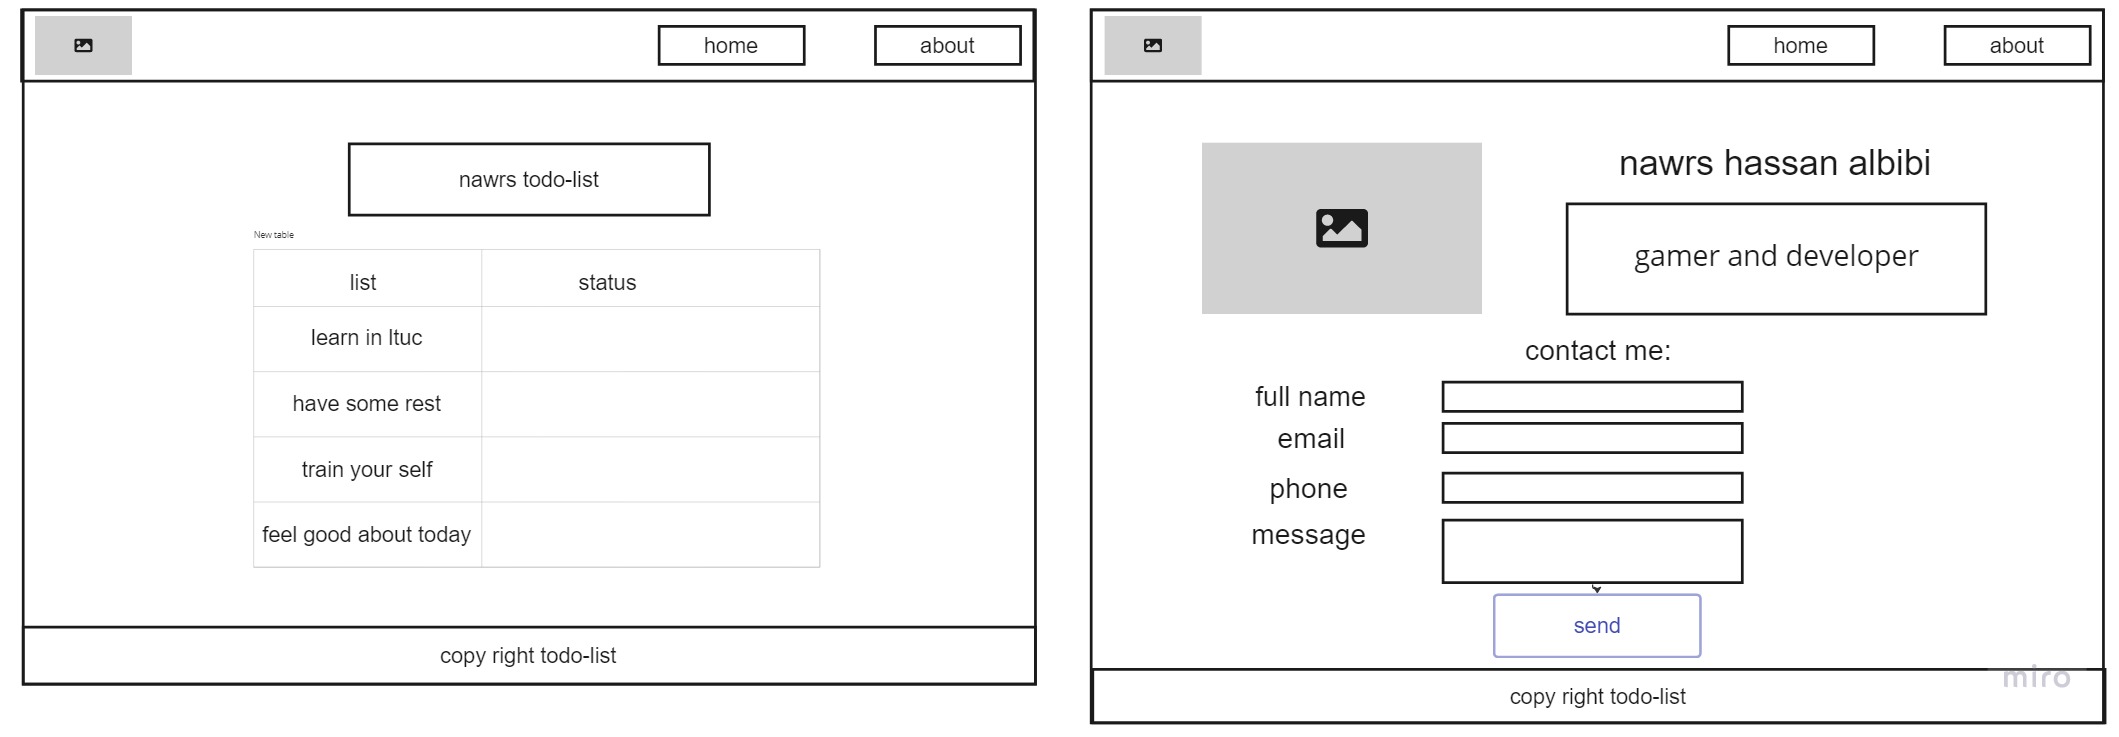 home
about
nawrs todo-list
New table
list
status
learn in ltuc
have some rest
train your self
feel good about today
copy right todo-list
home
about
nawrs hassan albibi
gamer and developer
contact me:
full name
email
phone
message
send
copy right todo-list
miro